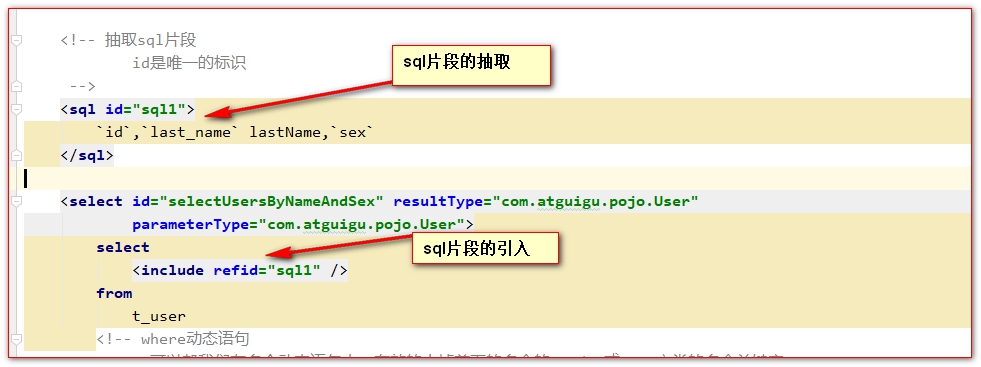 <!-- 抽取sql片段
id是唯一的标识
-->
sql片段的抽取
<sql id="sql1">
`id`,`last_name` lastName,`sex`
</sql>
<select id="selectUsersByNameAndSex" resultType="com.atguigu.pojo.User"
parameterType="com.atguigu.pojo.User">
select
sql片段的引入
<include refid="sql1" />
from
t_user
<!-- where动态语句